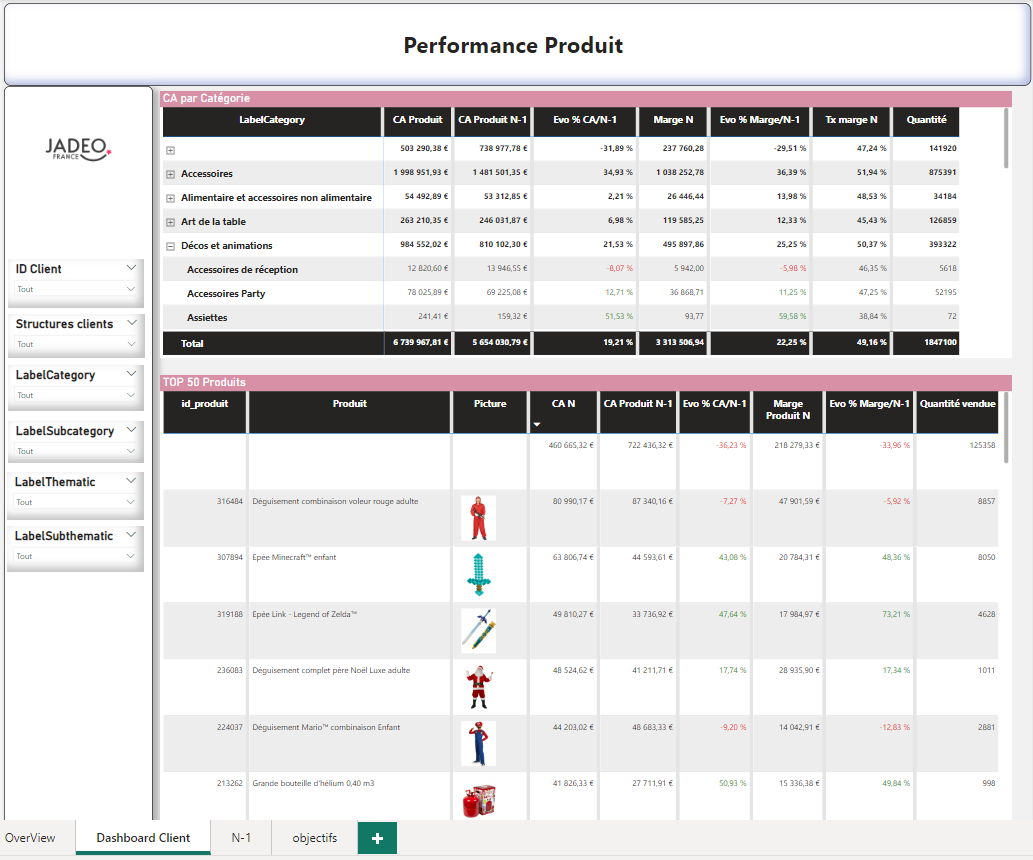 Performance Produit
JADEO
FRANCE
ID Client
Tout
Structures clients
Tout
LabelCategory
Tout
LabelSubcategory
Tout
LabelThematic
Tout
LabelSubthematic
Tout
CA par Catégorie
LabelCategory CA Produit CA Produit N-1 Evo % CA/N-1 Marge N Evo % Marge/N-1 Tx marge N Quantité
503 290,38 € 738 977,78 € -31,89 % 237 760,28 -29,51 % 47,24 % 141920
Accessoires 1 998 951,93 € 1 481 501,35 € 34,93 % 1 038 252,78 36,39 % 51,94 % 875391
Alimentaire et accessoires non alimentaire 54 492,89 € 53 312,85 € 2,21 % 26 446,44 13,98 % 48,53 % 34184
Art de la table 263 210,35 € 246 031,87 € 6,98 % 119 585,25 12,33 % 45,43 % 126859
Décos et animations 984 552,02 € 810 102,30 € 21,53 % 495 897,86 25,25 % 50,37 % 393322
Accessoires de réception 12 820,60 € 13 946,55 € -8,07 % 5 942,00 -5,98 % 46,35 % 5618
Accessoires Party 78 025,89 € 69 225,08 € 12,71 % 36 868,71 11,25 % 47,25 % 52195
Assiettes 241,41 € 159,32 € 51,53 % 93,77 59,58 % 38,84 % 72
Total 6 739 967,81 € 5 654 030,79 € 19,21 % 3 313 506,94 22,25 % 49,16 % 1847100
TOP 50 Produits
id_produit Produit Picture CA N CA Produit N-1 Evo % CA/N-1 Marge Produit N Evo % Marge/N-1 Quantité vendue
460 665,32 € 722 436,32 € -36,23 % 218 279,33 € -33,96 % 125358
316484 Déguisement combinaison voleur rouge adulte 80 990,17 € 87 340,16 € -7,27 % 47 901,59 € -5,92 % 8857
307894 Epée Minecraft™ enfant 63 806,74 € 44 593,61 € 43,08 % 20 784,31 € 48,36 % 8050
319188 Epée Link - Legend of Zelda™ 49 810,27 € 33 736,92 € 47,64 % 17 984,97 € 73,21 % 4628
236083 Déguisement complet père Noël Luxe adulte 48 524,62 € 41 211,71 € 17,74 % 28 935,90 € 17,34 % 1011
224037 Déguisement Mario™ combinaison Enfant 44 203,02 € 48 683,33 € -9,20 % 14 042,91 € -12,83 % 2881
213262 Grande bouteille d'hélium 0,40 m3 41 826,33 € 27 711,91 € 50,93 % 15 336,38 € 49,84 % 998
OverView Dashboard Client N-1 objectifs +